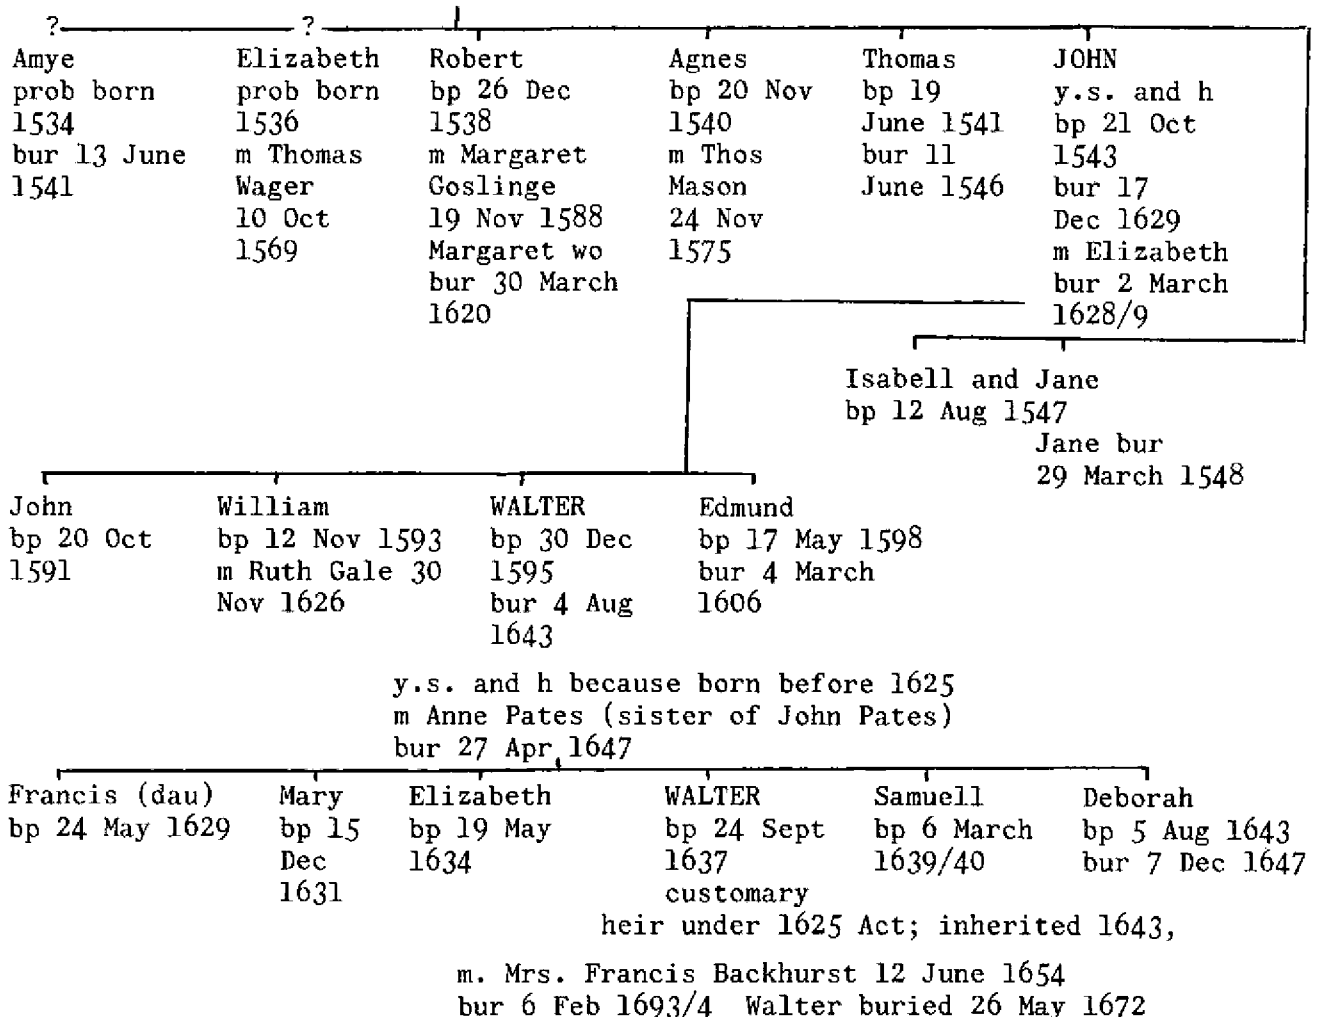 ? ?
Amye
prob born
1534
bur 13 June
1541
Elizabeth
prob born
1536
m Thomas
Wager
10 Oct
1569
Robert
bp 26 Dec
1538
m Margaret
Goslinge
19 Nov 1588
Margaret wo
bur 30 March
1620
Agnes
bp 20 Nov
1540
m Thos
Mason
24 Nov
1575
Thomas
bp 19
June 1541
bur 11
June 1546
JOHN
y.s. and h
bp 21 Oct
1543
bur 17
Dec 1629
m Elizabeth
bur 2 March
1628/9
Isabell and Jane
bp 12 Aug 1547
Jane bur
29 March 1548
John
bp 20 Oct
1591
William
bp 12 Nov 1593
m Ruth Gale 30
Nov 1626
WALTER
bp 30 Dec
1595
bur 4 Aug
1643
Edmund
bp 17 May 1598
bur 4 March
1606
y.s. and h because born before 1625
m Anne Pates (sister of John Pates)
bur 27 Apr 1647
Francis (dau)
bp 24 May 1629
Mary
bp 15
Dec
1631
Elizabeth
bp 19 May
1634
WALTER
bp 24 Sept
1637
customary
heir under 1625 Act; inherited 1643,
Samuell
bp 6 March
1639/40
Deborah
bp 5 Aug 1643
bur 7 Dec 1647
m. Mrs. Francis Backhurst 12 June 1654
bur 6 Feb 1693/4 Walter buried 26 May 1672